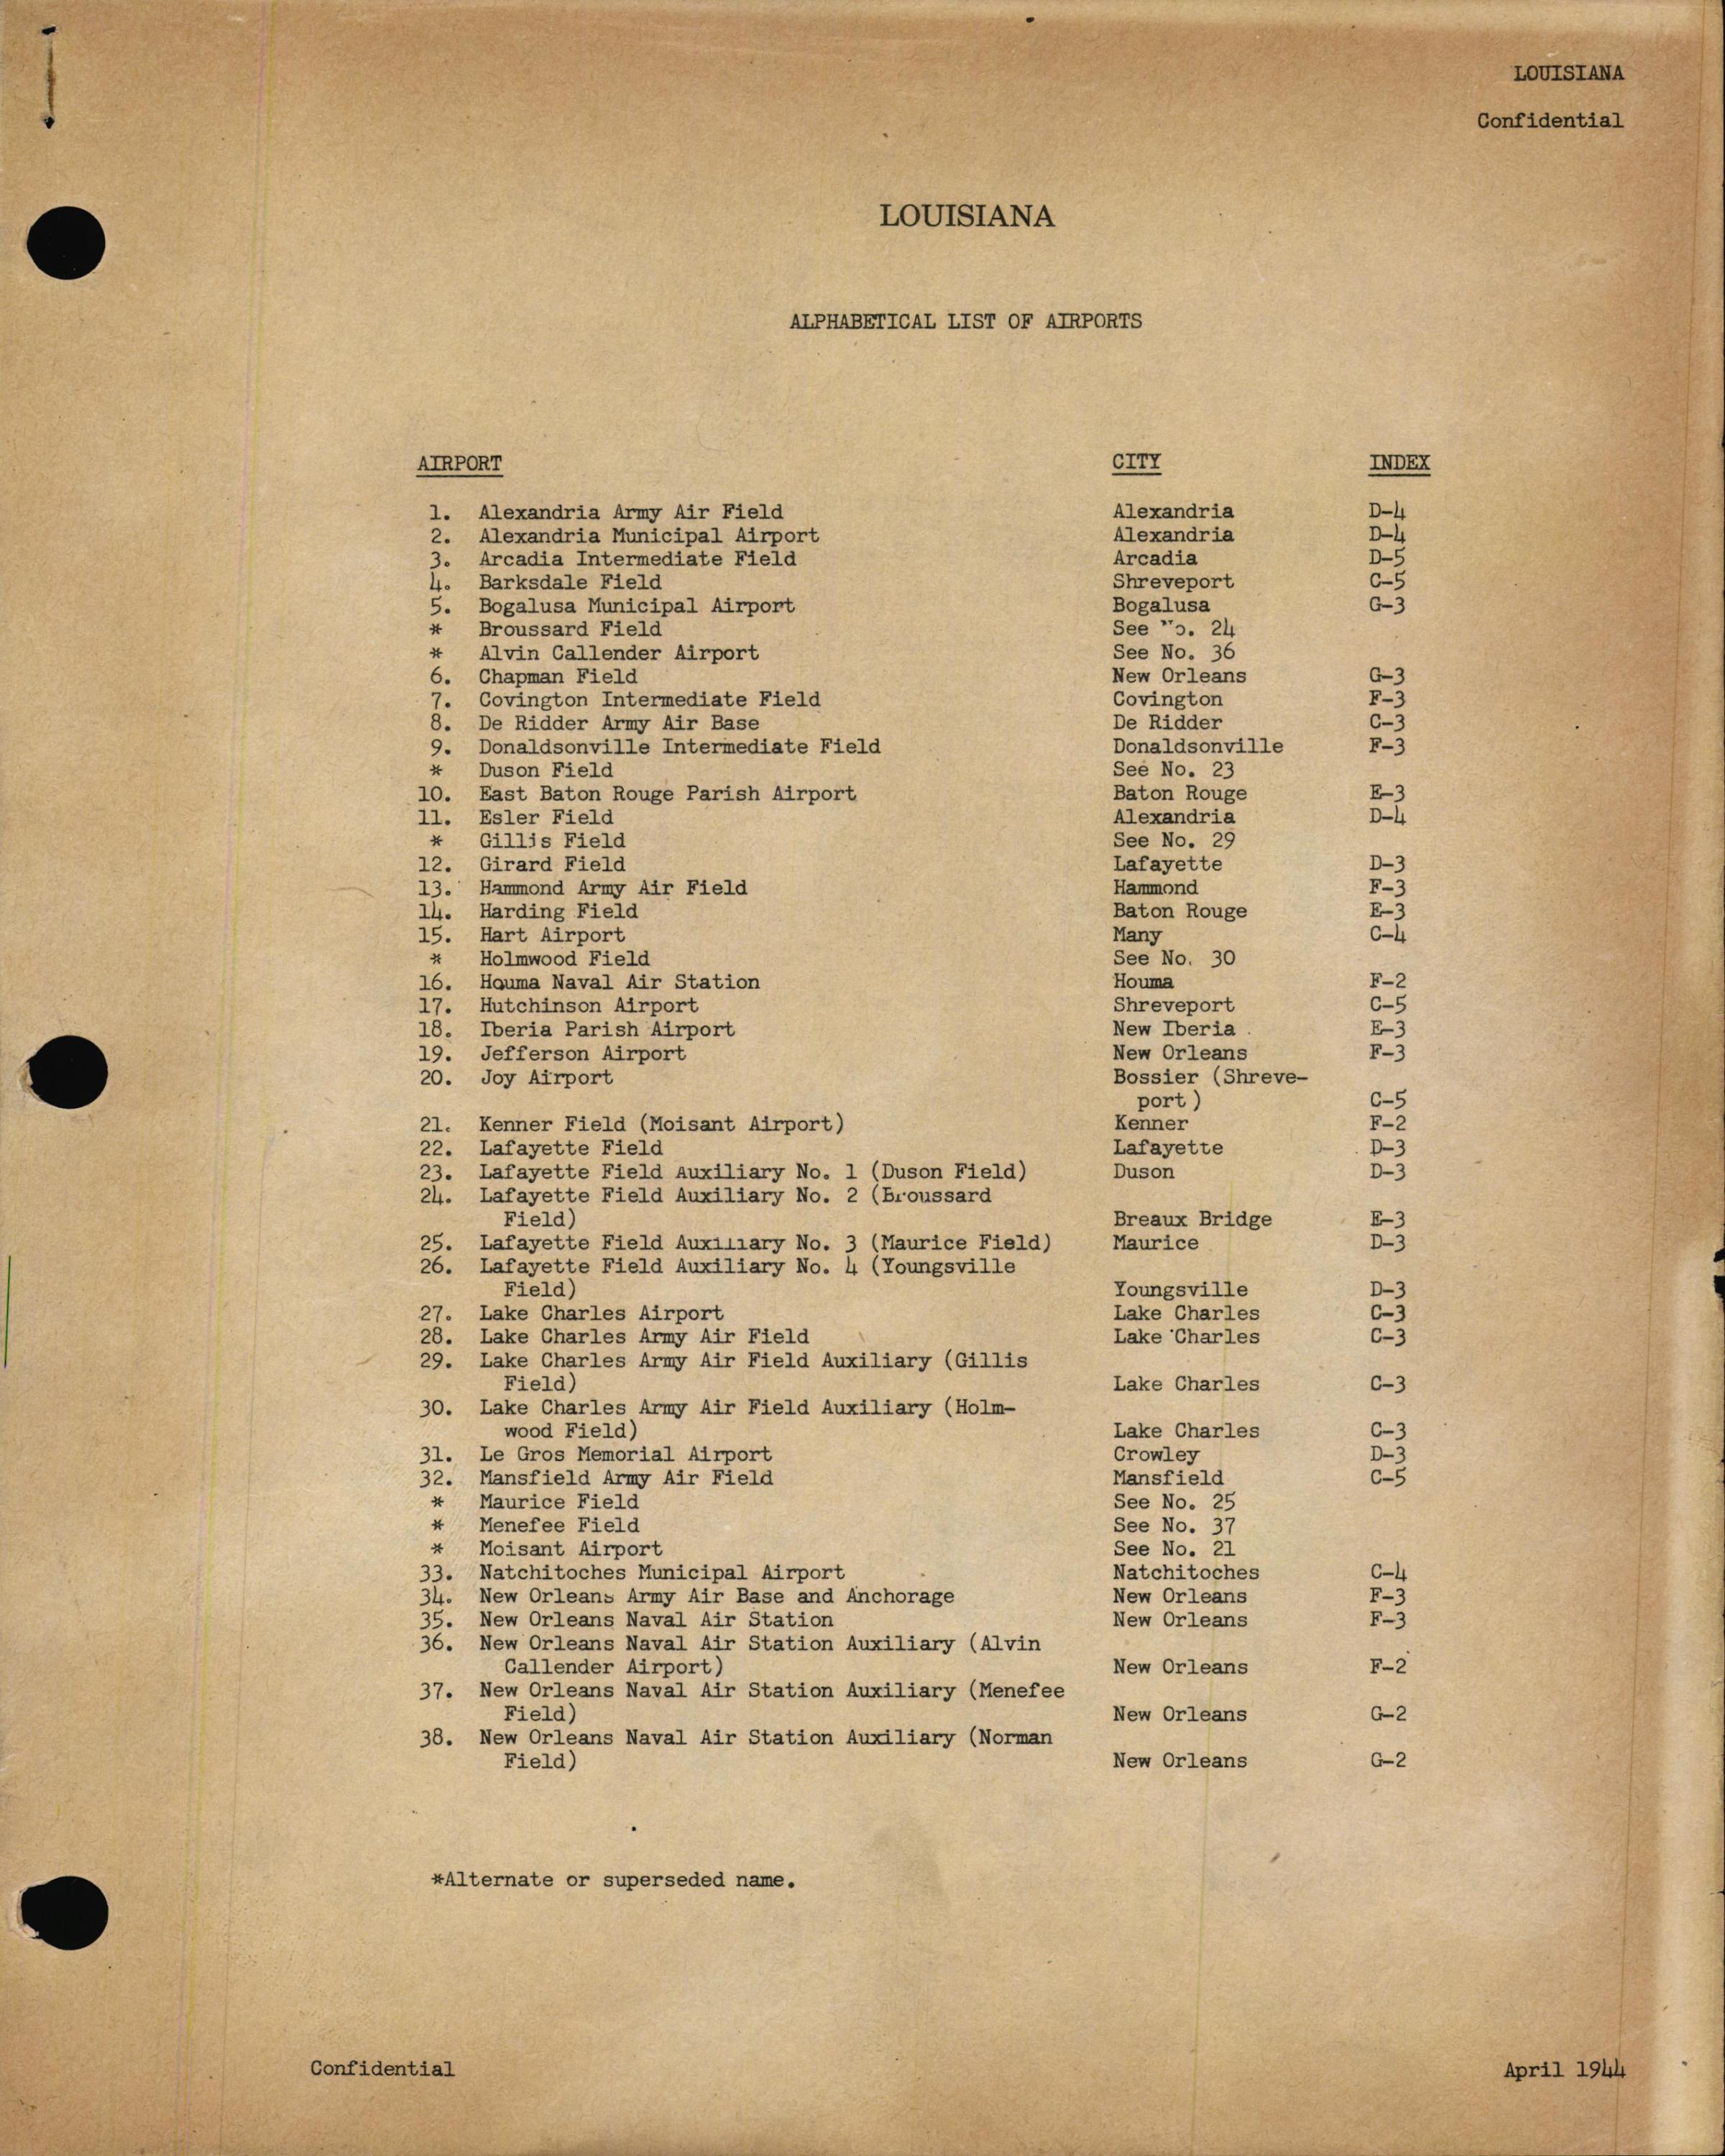 LOUISIANA
Confidential
LOUISIANA
ALPHABETICAL LIST OF AIRPORTS
AIRPORT CITY INDEX
1. Alexandria Army Air Field Alexandria D-4
2. Alexandria Municipal Airport Alexandria D-4
3. Arcadia Intermediate Field Arcadia D-5
4. Barksdale Field Shreveport C-5
5. Bogalusa Municipal Airport Bogalusa G-3
* Broussard Field See No. 24
* Alvin Callender Airport See No. 36
6. Chapman Field New Orleans G-3
7. Covington Intermediate Field Covington F-3
8. De Ridder Army Air Base De Ridder C-3
9. Donaldsonville Intermediate Field Donaldsonville F-3
* Duson Field See No. 23
10. East Baton Rouge Parish Airport Baton Rouge E-3
11. Esler Field Alexandria D-4
* Gillis Field See No. 29
12. Girard Field Lafayette D-3
13. Hammond Army Air Field Hammond F-3
14. Harding Field Baton Rouge E-3
15. Hart Airport Many C-4
* Holmwood Field See No. 30
16. Houma Naval Air Station Houma F-2
17. Hutchinson Airport Shreveport C-5
18. Iberia Parish Airport New Iberia E-3
19. Jefferson Airport New Orleans F-3
20. Joy Airport Bossier (Shreve-
port) C-5
21. Kenner Field (Moisant Airport) Kenner F-2
22. Lafayette Field Lafayette D-3
23. Lafayette Field Auxiliary No. 1 (Duson Field) Duson D-3
24. Lafayette Field Auxiliary No. 2 (Broussard
Field) Breaux Bridge E-3
25. Lafayette Field Auxiliary No. 3 (Maurice Field) Maurice D-3
26. Lafayette Field Auxiliary No. 4 (Youngsville
Field) Youngsville D-3
27. Lake Charles Airport Lake Charles C-3
28. Lake Charles Army Air Field Lake Charles C-3
29. Lake Charles Army Air Field Auxiliary (Gillis
Field) Lake Charles C-3
30. Lake Charles Army Air Field Auxiliary (Holm-
wood Field) Lake Charles C-3
31. Le Gros Memorial Airport Crowley D-3
32. Mansfield Army Air Field Mansfield C-5
* Maurice Field See No. 25
* Menefee Field See No. 37
* Moisant Airport See No. 21
33. Natchitoches Municipal Airport Natchitoches C-4
34. New Orleans Army Air Base and Anchorage New Orleans F-3
35. New Orleans Naval Air Station New Orleans F-3
36. New Orleans Naval Air Station Auxiliary (Alvin
Callender Airport) New Orleans F-2
37. New Orleans Naval Air Station Auxiliary (Menefee
Field) New Orleans G-2
38. New Orleans Naval Air Station Auxiliary (Norman
Field) New Orleans G-2
*Alternate or superseded name.
Confidential April 1944